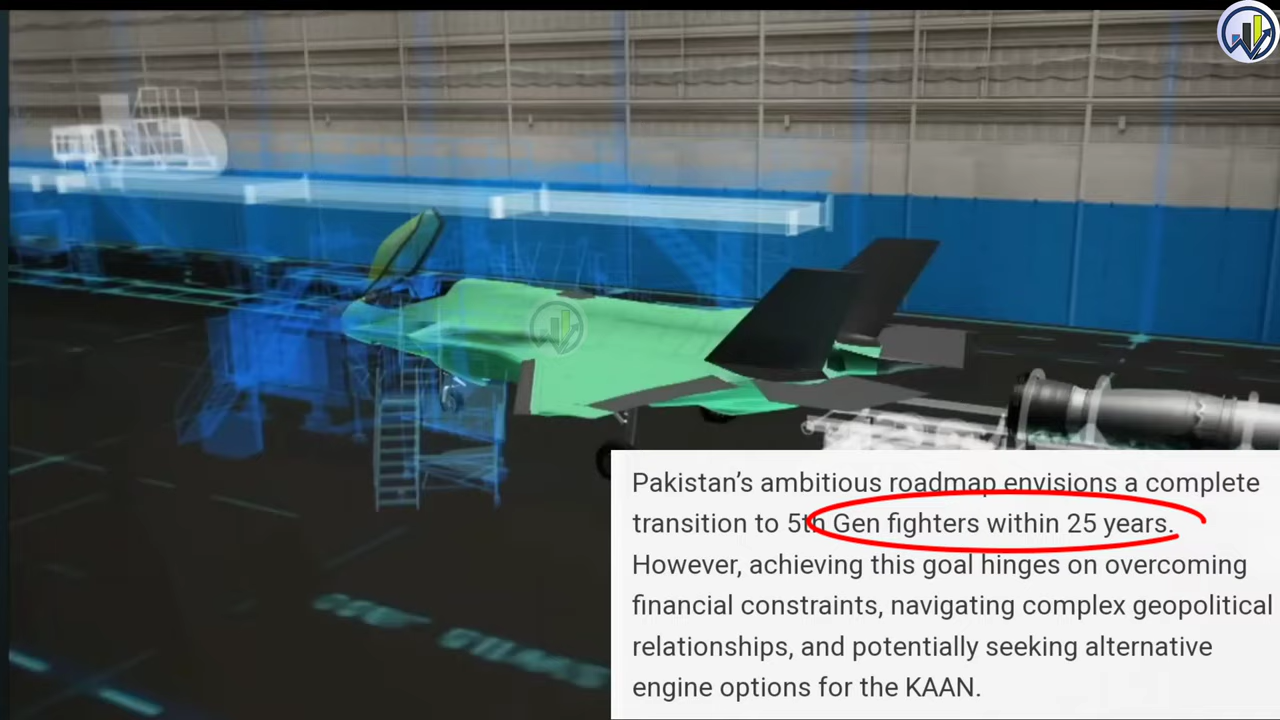 Pakistan’s ambitious roadmap envisions a complete
transition to 5th Gen fighters within 25 years.
However, achieving this goal hinges on overcoming
financial constraints, navigating complex geopolitical
relationships, and potentially seeking alternative
engine options for the KAAN.